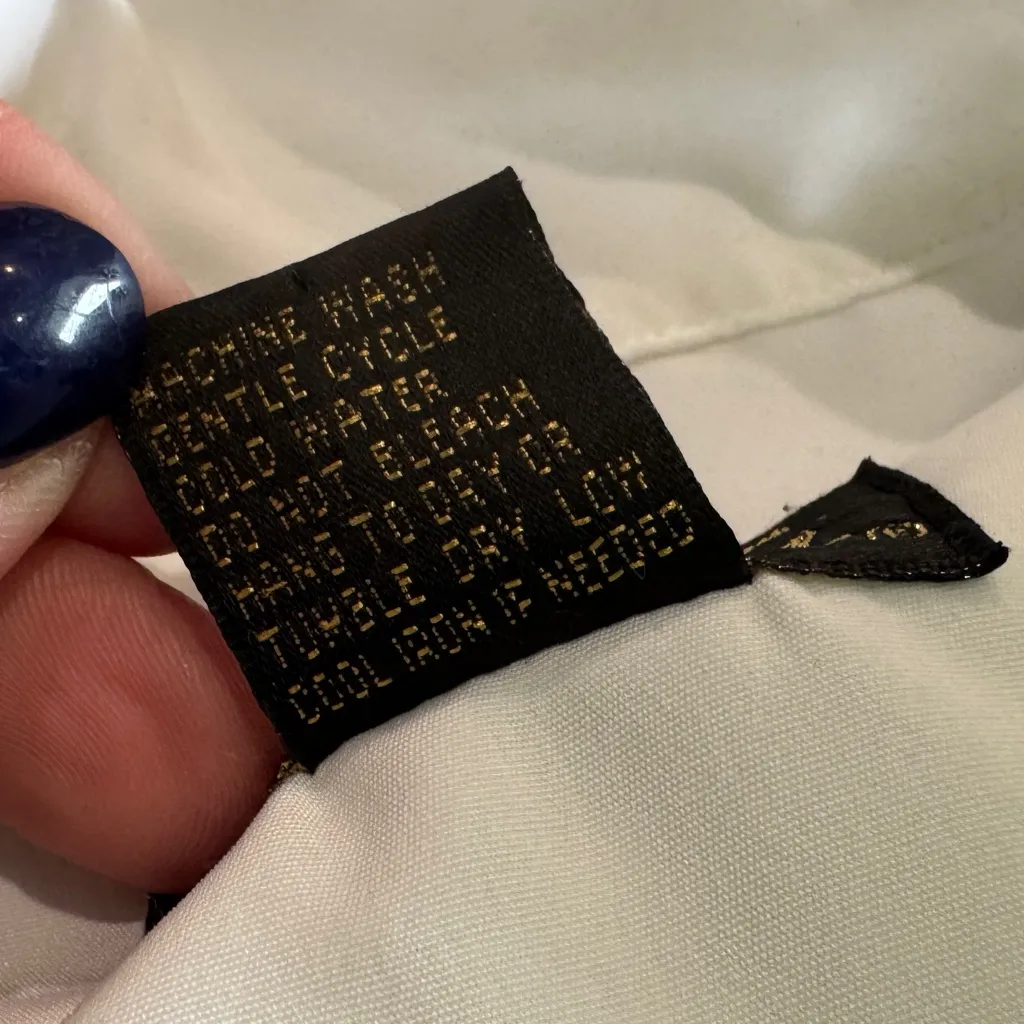 MACHINE WASH
GENTLE CYCLE
COLD WATER
DO NOT BLEACH
HANG TO DRY OR
TUMBLE DRY LOW
COOL IRON IF NEEDED